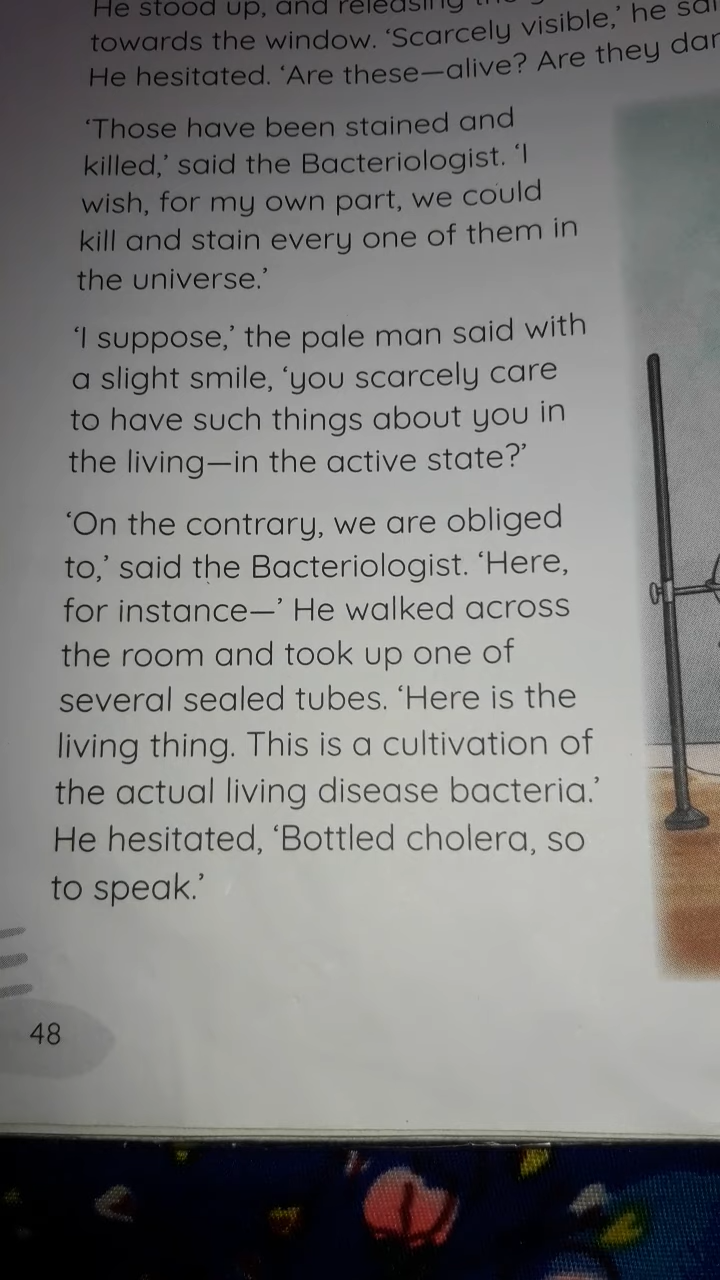 He stood up, and releasing
towards the window. ‘Scarcely visible,’ he
He hesitated. ‘Are these—alive? Are they
‘Those have been stained and
killed,’ said the Bacteriologist. ‘I
wish, for my own part, we could
kill and stain every one of them in
the universe.’
‘I suppose,’ the pale man said with
a slight smile, ‘you scarcely care
to have such things about you in
the living—in the active state?’
‘On the contrary, we are obliged
to,’ said the Bacteriologist. ‘Here,
for instance—’ He walked across
the room and took up one of
several sealed tubes. ‘Here is the
living thing. This is a cultivation of
the actual living disease bacteria.’
He hesitated, ‘Bottled cholera, so
to speak.’
48